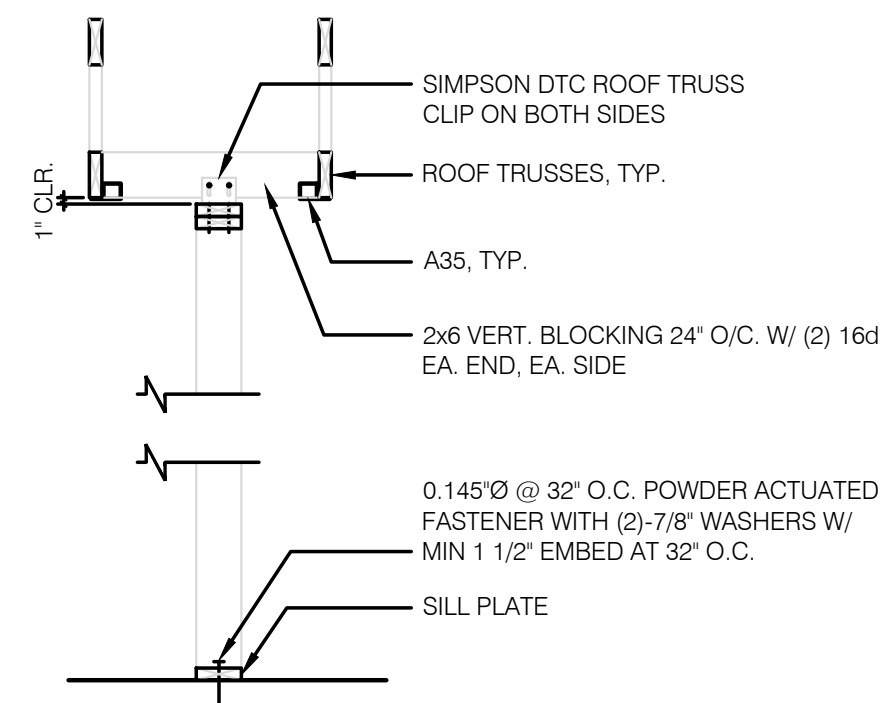 SIMPSON DTC ROOF TRUSS
CLIP ON BOTH SIDES
ROOF TRUSSES, TYP.
1" CLR.
A35, TYP.
2x6 VERT. BLOCKING 24" O/C. W/ (2) 16d
EA. END, EA. SIDE
0.145"Ø @ 32" O.C. POWDER ACTUATED
FASTENER WITH (2)-7/8" WASHERS W/
MIN 1 1/2" EMBED AT 32" O.C.
SILL PLATE